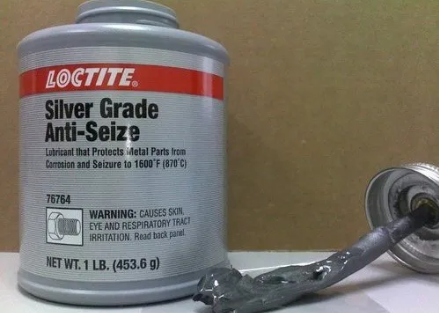 LOCTITE®
Silver Grade
Anti-Seize
Lubricant that Protects Metal Parts from
Corrosion and Seizure to 1600°F (870°C)
76764
WARNING: CAUSES SKIN,
EYE AND RESPIRATORY TRACT
IRRITATION. Read back panel.
NET WT. 1 LB. (453.6 g)